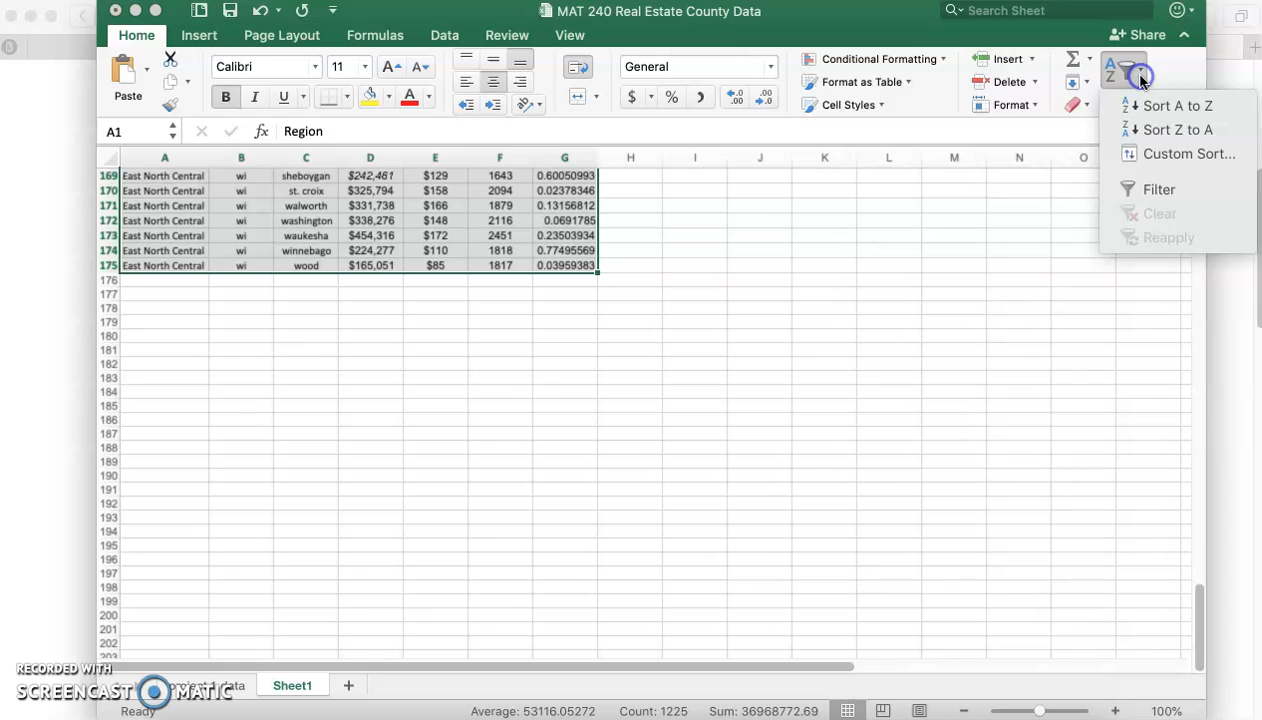 MAT 240 Real Estate County Data
Search Sheet
Home Insert Page Layout Formulas Data Review View Share
Paste Calibri 11 General Conditional Formatting Insert
Format as Table Delete
Cell Styles Format
Sort A to Z
Sort Z to A
Custom Sort...
Filter
Clear
Reapply
A1 fx Region
A B C D E F G H I J K L M N O
169 East North Central wi sheboygan $242,461 $129 1643 0.60050993
170 East North Central wi st. croix $325,794 $158 2094 0.02378346
171 East North Central wi walworth $331,738 $166 1879 0.13156812
172 East North Central wi washington $338,276 $148 2116 0.0691785
173 East North Central wi waukesha $454,316 $172 2451 0.23503934
174 East North Central wi winnebago $224,277 $110 1818 0.77495569
175 East North Central wi wood $165,051 $85 1817 0.03959383
176
177
178
179
180
181
182
183
184
185
186
187
188
189
190
191
192
193
194
195
196
197
198
199
200
201
202
203
RECORDED WITH
SCREENCAST MATIC
data Sheet1
Ready Average: 53116.05272 Count: 1225 Sum: 36968772.69 100%